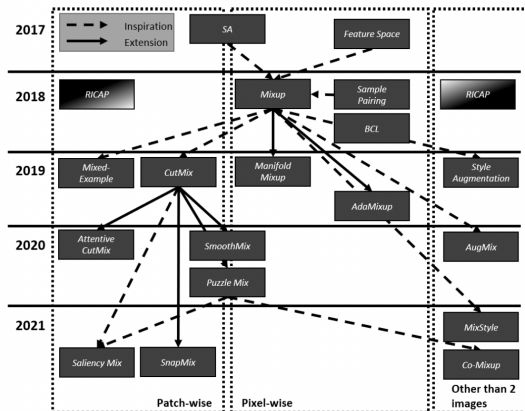 2017
Inspiration
Extension
SA
Feature Space
2018
RICAP
Mixup
Sample
Pairing
RICAP
BCL
2019
Mixed-
Example
CutMix
Manifold
Mixup
Style
Augmentation
AdaMixup
2020
Attentive
CutMix
SmoothMix
AugMix
Puzzle Mix
2021
MixStyle
Saliency Mix
SnapMix
Co-Mixup
Patch-wise
Pixel-wise
Other than 2
images